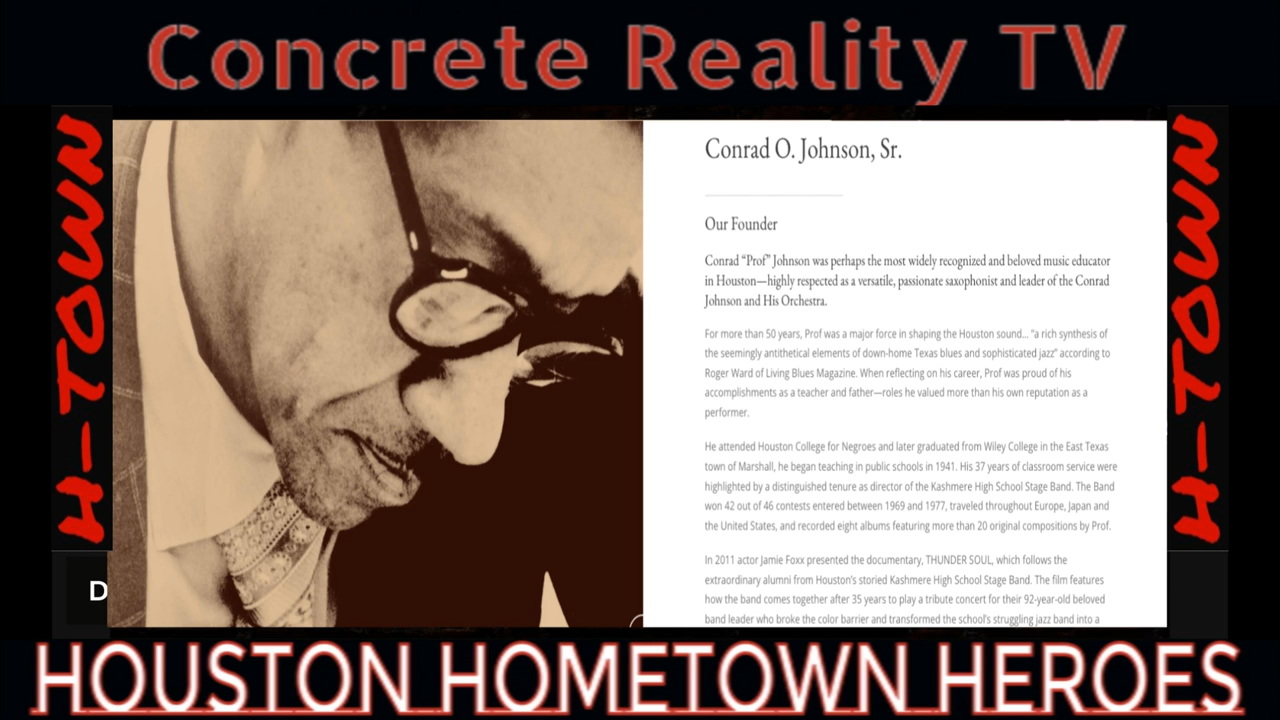 Concrete Reality TV
H-TOWN
H-TOWN
Conrad O. Johnson, Sr.
Our Founder
Conrad “Prof” Johnson was perhaps the most widely recognized and beloved music educator
in Houston—highly respected as a versatile, passionate saxophonist and leader of the Conrad
Johnson and His Orchestra.
For more than 50 years, Prof was a major force in shaping the Houston sound... “a rich synthesis of
the seemingly antithetical elements of down-home Texas blues and sophisticated jazz” according to
Roger Ward of Living Blues Magazine. When reflecting on his career, Prof was proud of his
accomplishments as a teacher and father—roles he valued more than his own reputation as a
performer.
He attended Houston College for Negroes and later graduated from Wiley College in the East Texas
town of Marshall, he began teaching in public schools in 1941. His 37 years of classroom service were
highlighted by a distinguished tenure as director of the Kashmere High School Stage Band. The Band
won 42 out of 46 contests entered between 1969 and 1977, traveled throughout Europe, Japan and
the United States, and recorded eight albums featuring more than 20 original compositions by Prof.
In 2011 actor Jamie Foxx presented the documentary, THUNDER SOUL, which follows the
extraordinary alumni from Houston’s storied Kashmere High School Stage Band. The film features
how the band comes together after 35 years to play a tribute concert for their 92-year-old beloved
band leader who broke the color barrier and transformed the school’s struggling jazz band into a
D
HOUSTON HOMETOWN HEROES